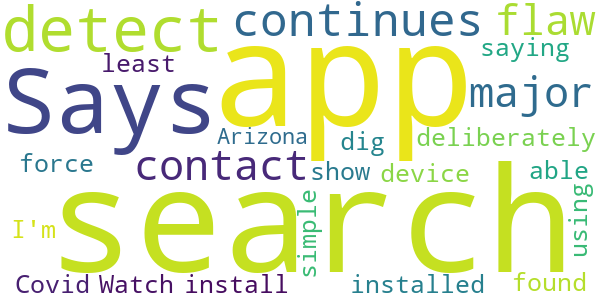 detect
continues
flaw
Says
app
saying
least
major
Arizona
dig
deliberately
force
contact
show
device
able
I'm
search
simple
using
Covid Watch
install
installed
found